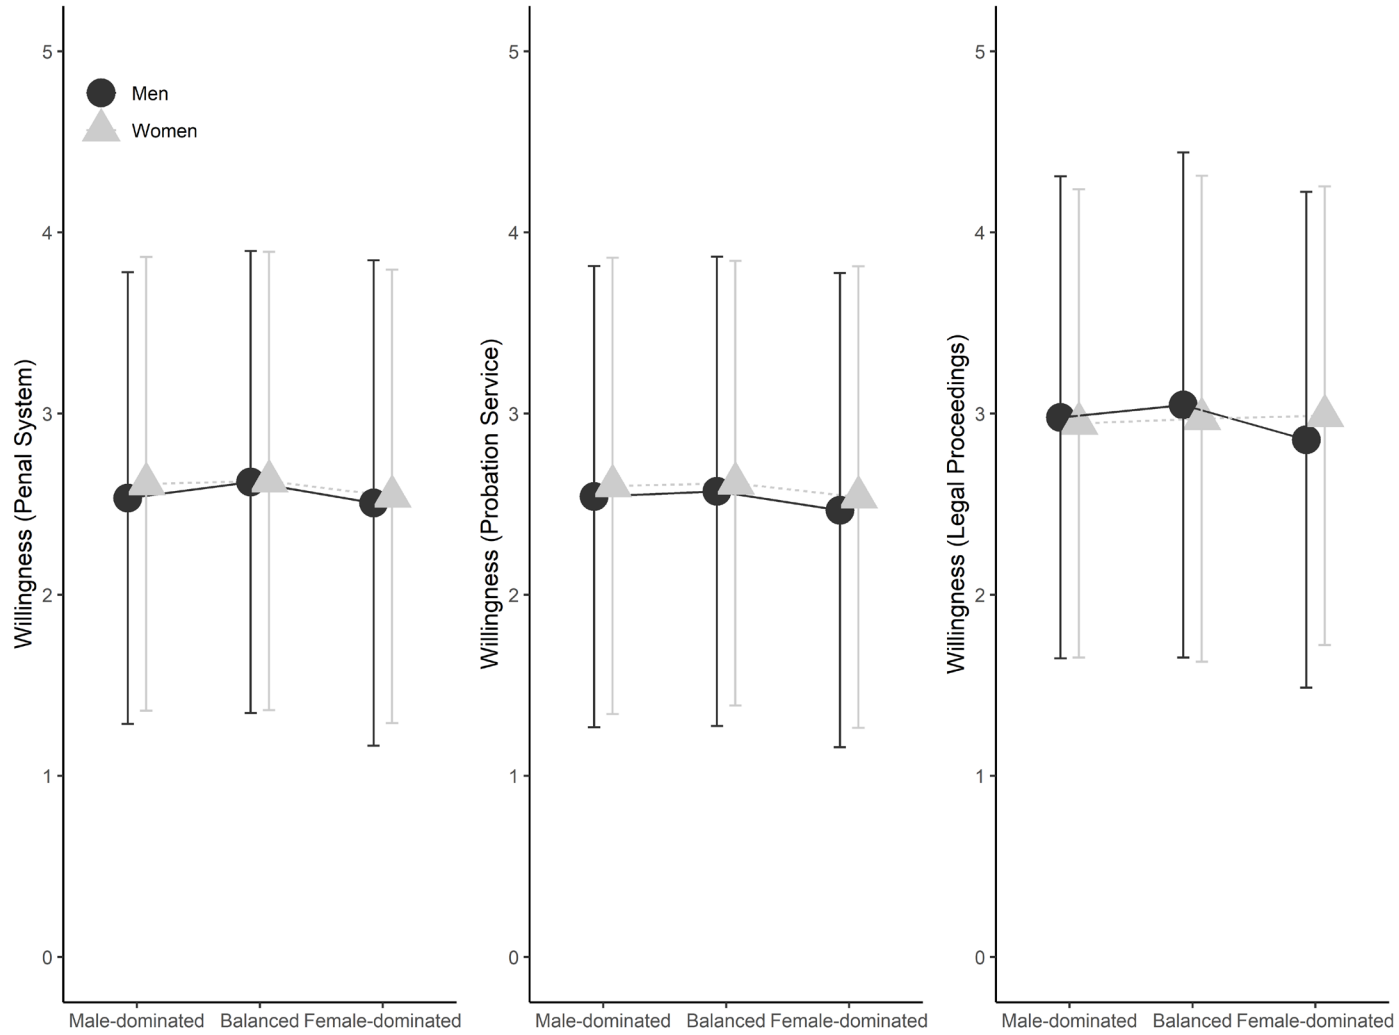 Willingness (Penal System)
5
4
3
2
1
0
Men
Women
Male-dominated Balanced Female-dominated
Willingness (Probation Service)
5
4
3
2
1
0
Male-dominated Balanced Female-dominated
Willingness (Legal Proceedings)
5
4
3
2
1
0
Male-dominated Balanced Female-dominated